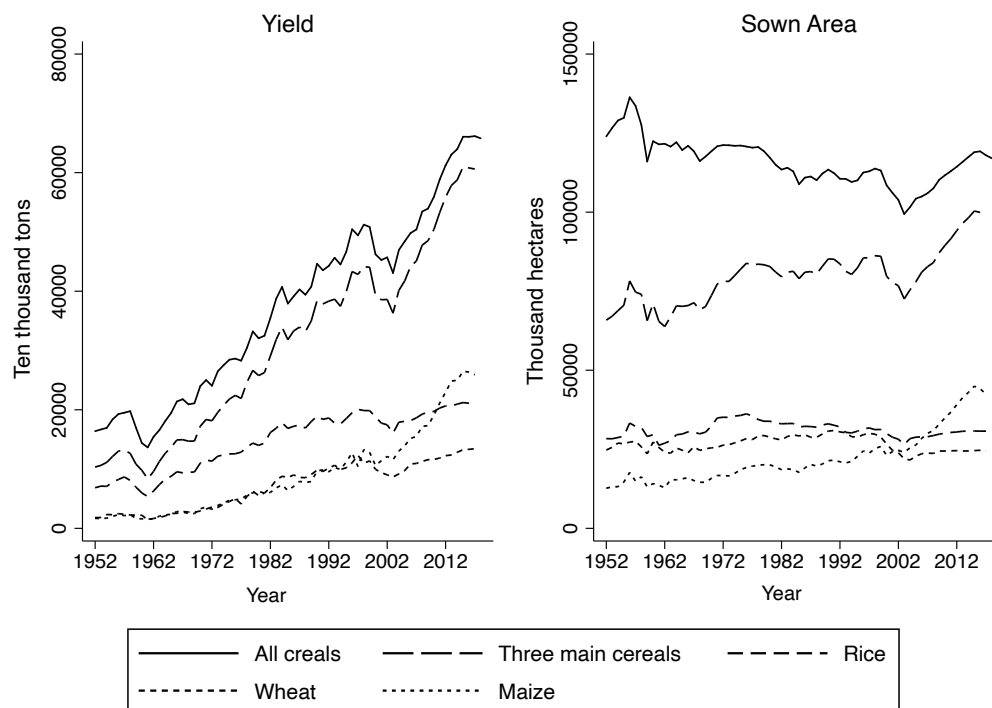 Yield
Ten thousand tons
80000
60000
40000
20000
0
1952 1962 1972 1982 1992 2002 2012
Year
Sown Area
Thousand hectares
150000
100000
50000
0
1952 1962 1972 1982 1992 2002 2012
Year
All creals Three main cereals Rice
Wheat Maize